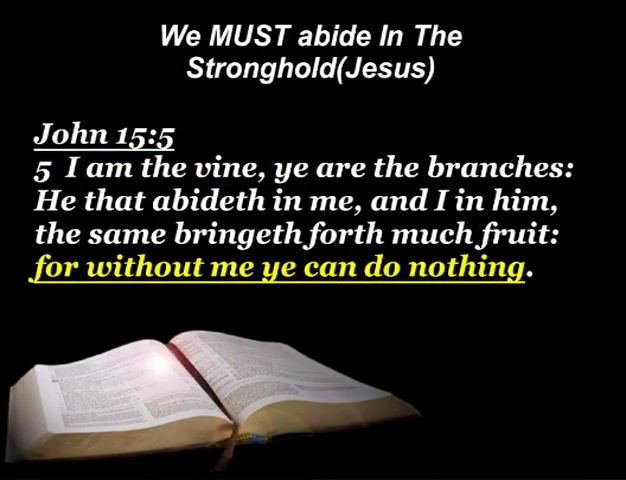 We MUST abide In The
Stronghold(Jesus)
John 15:5
5 I am the vine, ye are the branches:
He that abideth in me, and I in him,
the same bringeth forth much fruit:
for without me ye can do nothing.